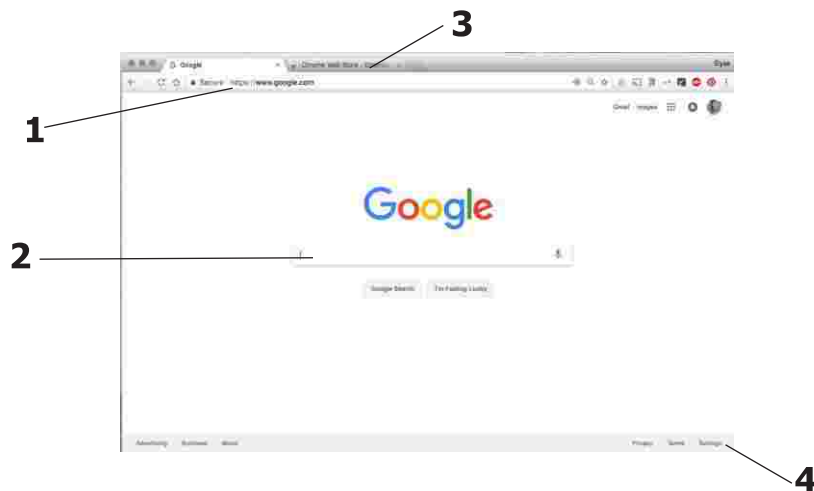 3
Google Chrome Web Store -
Secure https://www.google.com
1
Gmail Images
Google
2
Google Search I'm Feeling Lucky
Advertising Business About Privacy Terms Settings
4